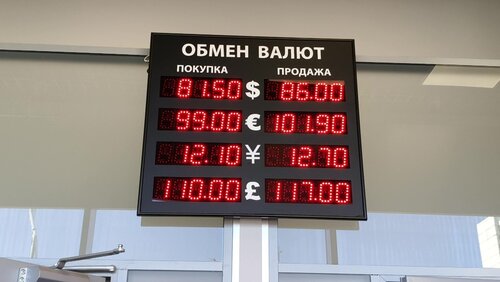 ОБМЕН ВАЛЮТ
ПОКУПКА ПРОДАЖА
81.50 $ 86.00
99.00 € 101.90
12.10 ¥ 12.70
110.00 £ 117.00